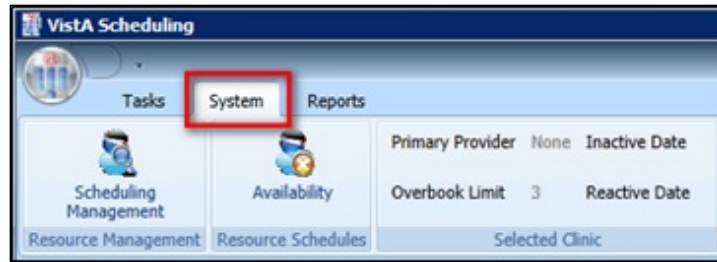 VistA Scheduling
Tasks System Reports
Primary Provider None Inactive Date
Overbook Limit 3 Reactive Date
Scheduling
Management
Availability
Resource Management Resource Schedules Selected Clinic